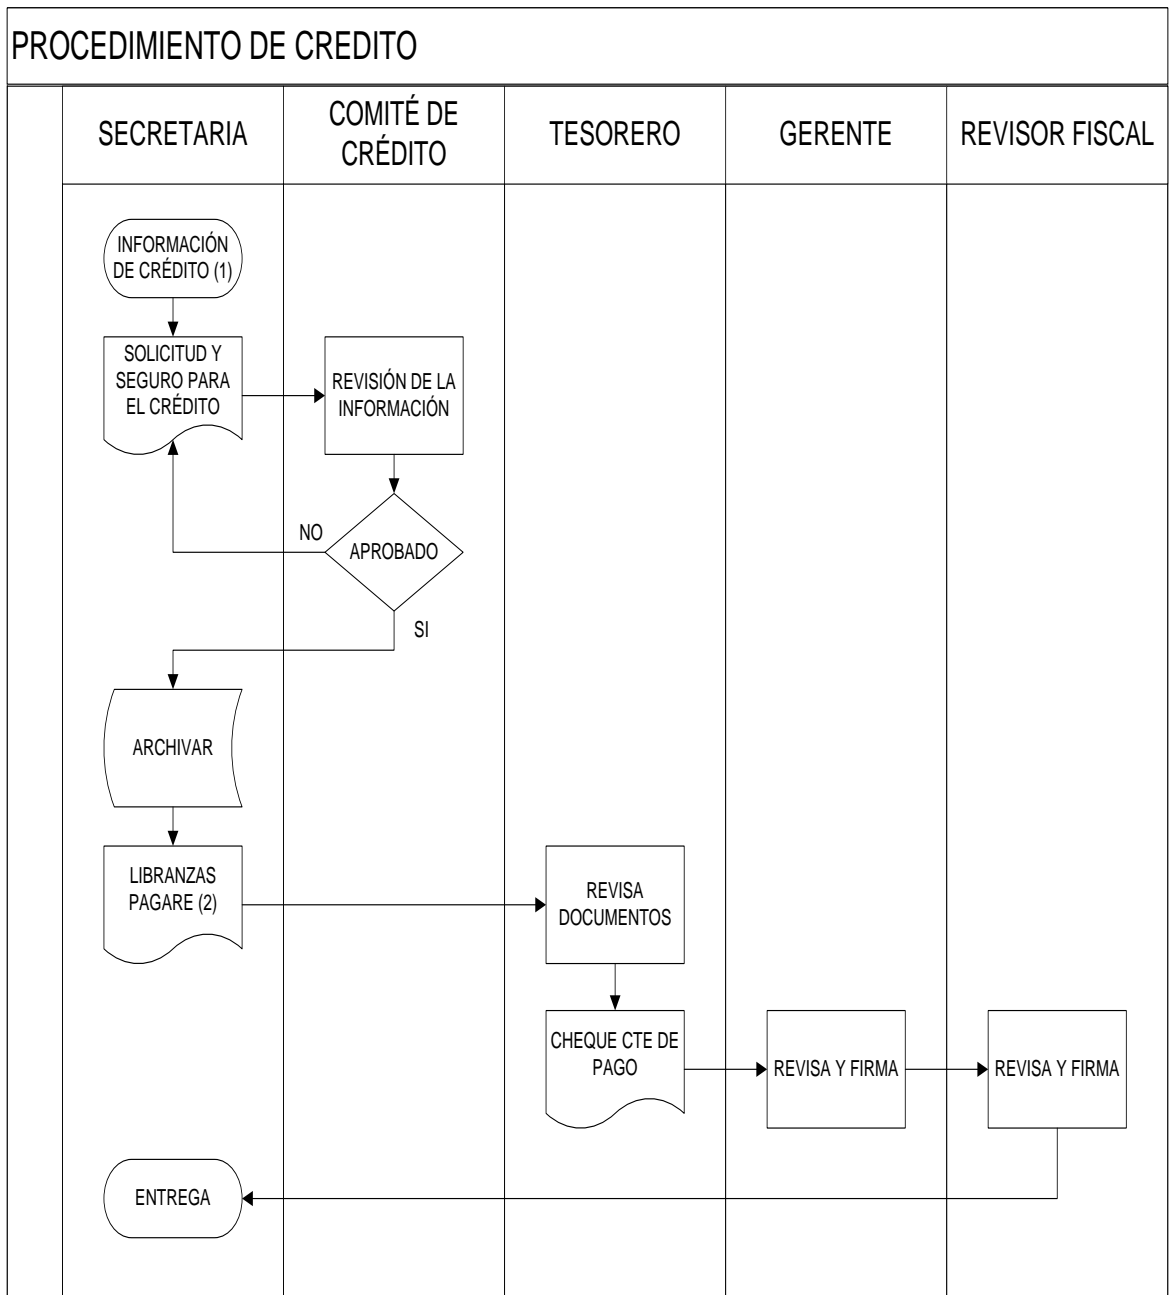 PROCEDIMIENTO DE CREDITO
SECRETARIA
COMITÉ DE
CRÉDITO
TESORERO
GERENTE
REVISOR FISCAL
INFORMACIÓN
DE CRÉDITO (1)
SOLICITUD Y
SEGURO PARA
EL CRÉDITO
REVISIÓN DE LA
INFORMACIÓN
NO
APROBADO
SI
ARCHIVAR
LIBRANZAS
PAGARE (2)
REVISA
DOCUMENTOS
CHEQUE CTE DE
PAGO
REVISA Y FIRMA
REVISA Y FIRMA
ENTREGA